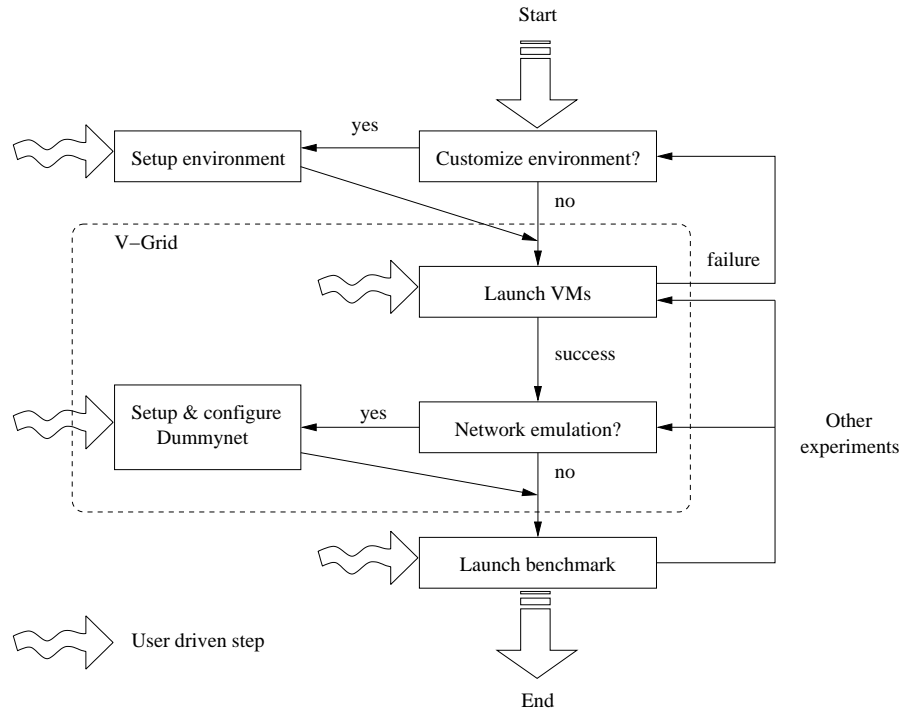 Start
yes
Setup environment
Customize environment?
no
V−Grid
failure
Launch VMs
success
Setup & configure
Dummynet
yes
Network emulation?
Other
experiments
no
Launch benchmark
User driven step
End